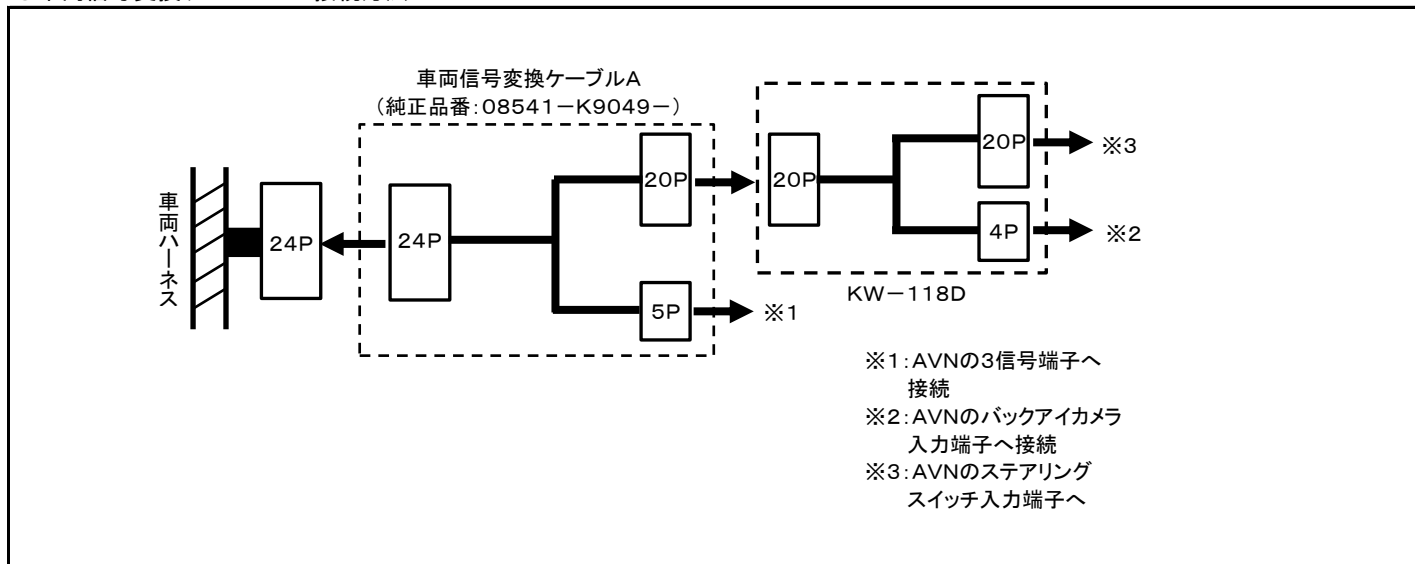 車両信号変換ケーブルA
（純正品番：08541－K9049－）
車両ハーネス
24P
24P
20P
5P
※1
20P
20P
※3
4P
※2
KW－118D
※1：AVNの3信号端子へ
接続
※2：AVNのバックアイカメラ
入力端子へ接続
※3：AVNのステアリング
スイッチ入力端子へ